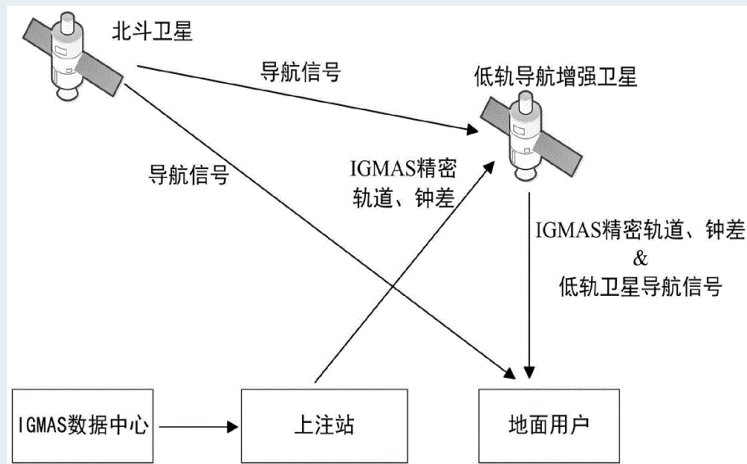 北斗卫星
导航信号
低轨导航增强卫星
导航信号
IGMAS精密
轨道、钟差
IGMAS精密轨道、钟差
&
低轨卫星导航信号
IGMAS数据中心
上注站
地面用户